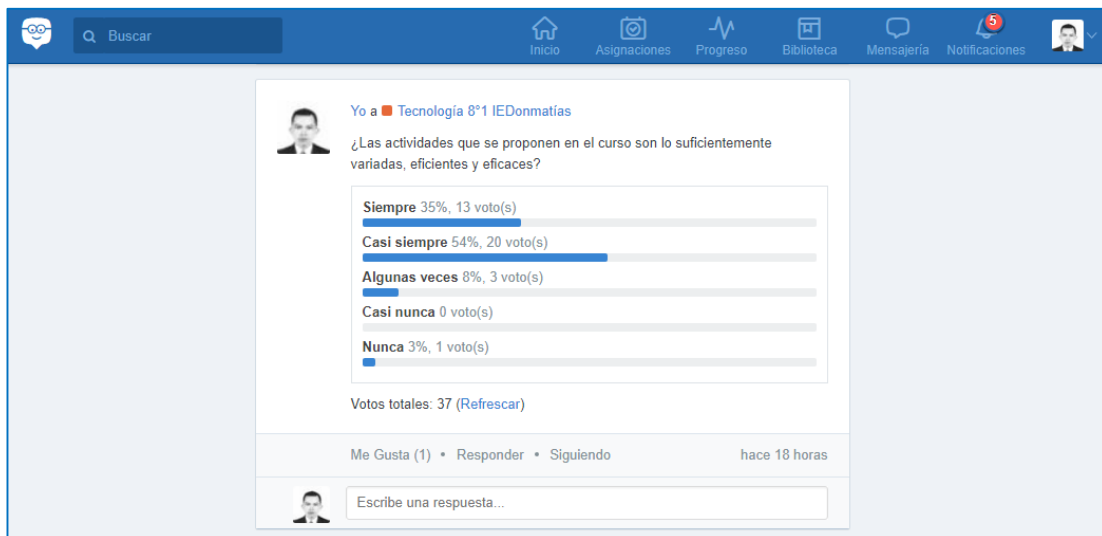 Buscar
Inicio
Asignaciones
Progreso
Biblioteca
Mensajería
5
Notificaciones
Yo a Tecnología 8°1 IEDonmatías
¿Las actividades que se proponen en el curso son lo suficientemente
variadas, eficientes y eficaces?
Siempre 35%, 13 voto(s)
Casi siempre 54%, 20 voto(s)
Algunas veces 8%, 3 voto(s)
Casi nunca 0 voto(s)
Nunca 3%, 1 voto(s)
Votos totales: 37 (Refrescar)
Me Gusta (1) • Responder • Siguiendo hace 18 horas
Escribe una respuesta...